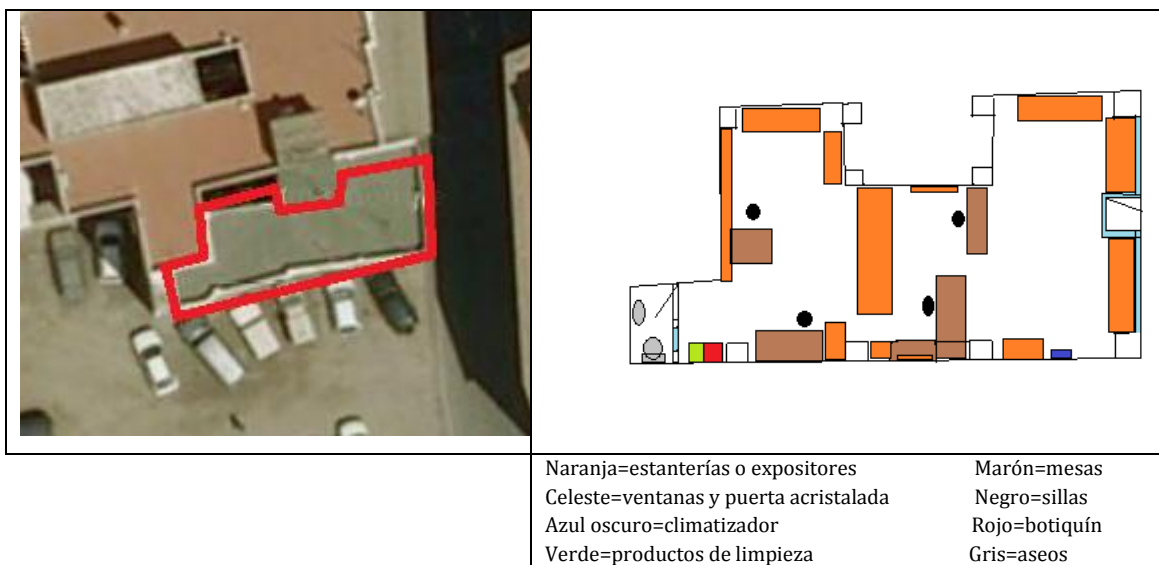 Naranja=estanterías o expositores Marón=mesas
Celeste=ventanas y puerta acristalada Negro=sillas
Azul oscuro=climatizador Rojo=botiquín
Verde=productos de limpieza Gris=aseos